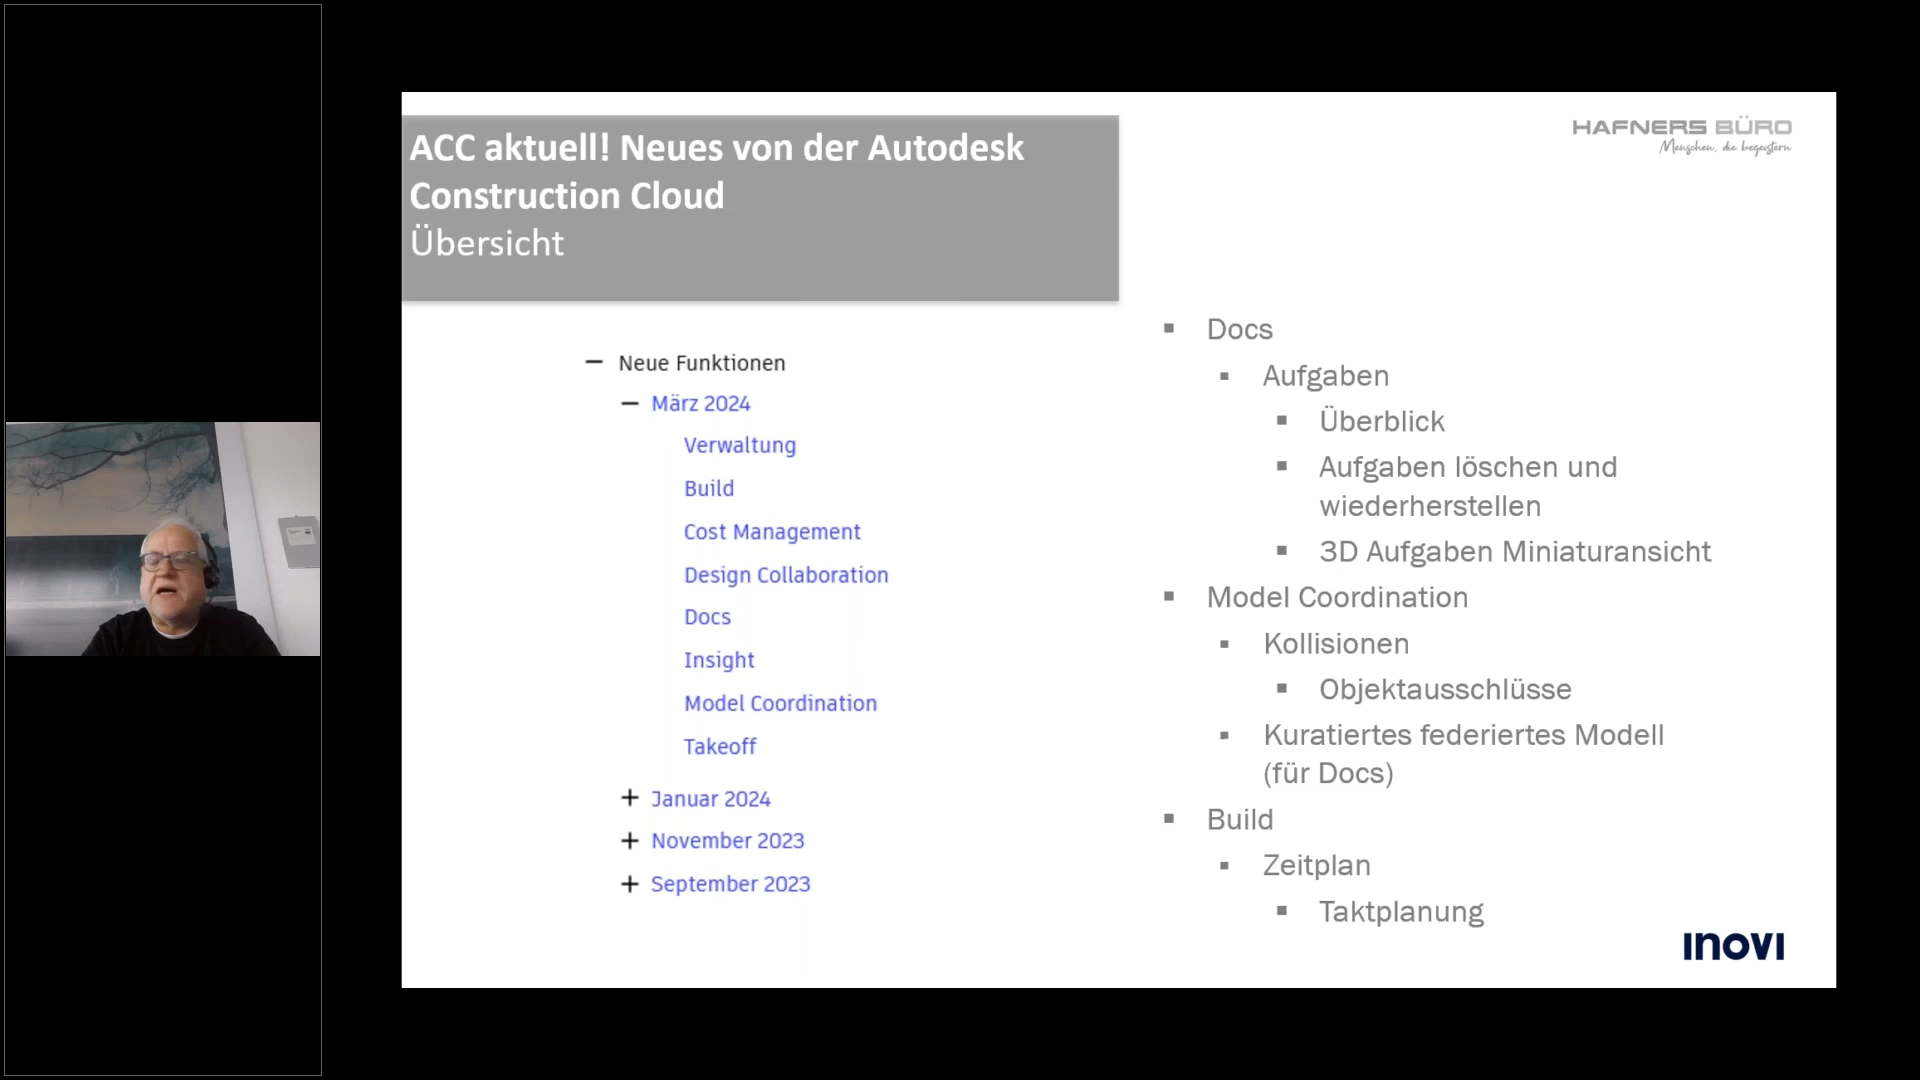 ACC aktuell! Neues von der Autodesk
Construction Cloud
Übersicht
HAFNERS BÜRO
Menschen, die begeistern
Neue Funktionen
März 2024
Verwaltung
Build
Cost Management
Design Collaboration
Docs
Insight
Model Coordination
Takeoff
Januar 2024
November 2023
September 2023
Docs
Aufgaben
Überblick
Aufgaben löschen und
wiederherstellen
3D Aufgaben Miniaturansicht
Model Coordination
Kollisionen
Objektausschlüsse
Kuratiertes federiertes Modell
(für Docs)
Build
Zeitplan
Taktplanung
INOVI